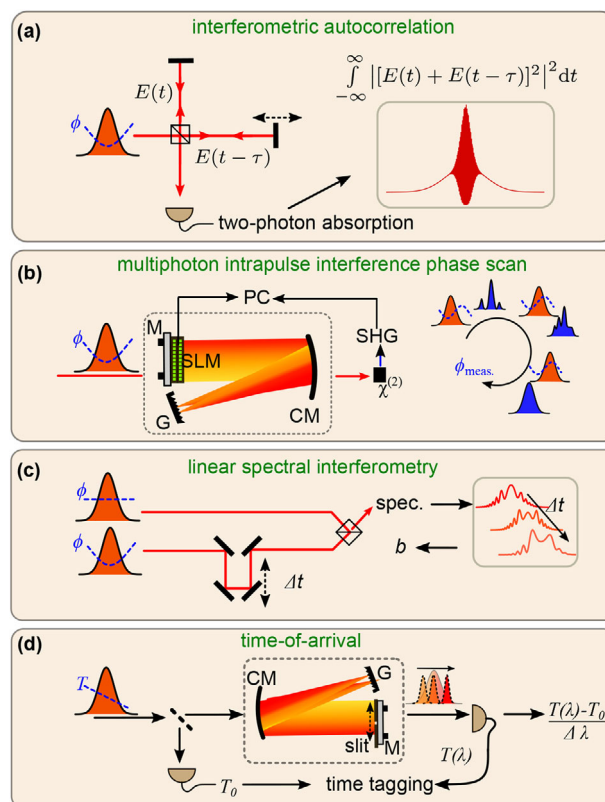 (a)
interferometric autocorrelation
E(t)
ϕ
E(t − τ)
∞
∫ |[E(t) + E(t − τ)]²|² dt
−∞
two-photon absorption
(b)
multiphoton intrapulse interference phase scan
M
PC
ϕ
SLM
SHG
G
CM
χ⁽²⁾
ϕmeas.
(c)
linear spectral interferometry
ϕ
spec.
Δt
ϕ
b
Δt
(d)
time-of-arrival
CM
G
T
slit
M
T(λ)
T(λ)-T₀
Δ λ
T₀
time tagging